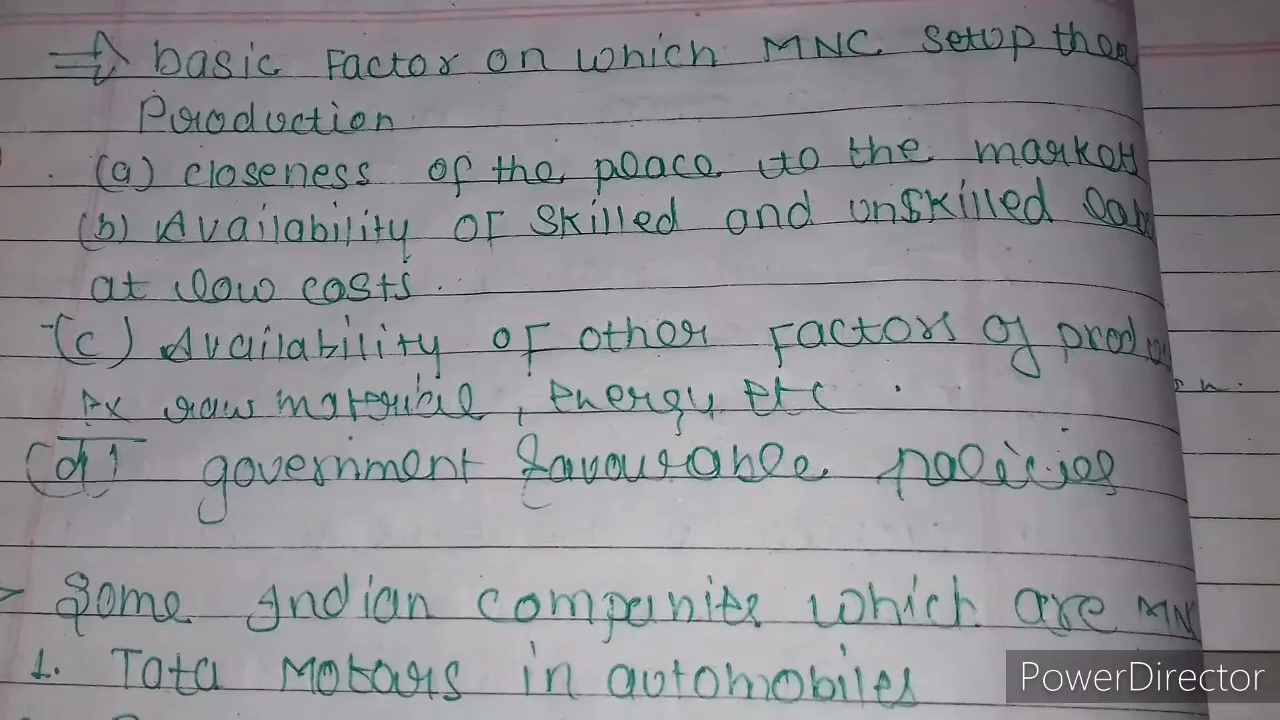 ⇒ basic Factor on which MNC setup then
Production
(a) closeness of the place to the market
(b) Availability of skilled and unskilled
at low costs.
(c) Availability of other Factors of
Ex raw material, Energy, Etc.
(d) government favourable policies
Some Indian companies which are MN
1. Tata Motors in automobiles
PowerDirector